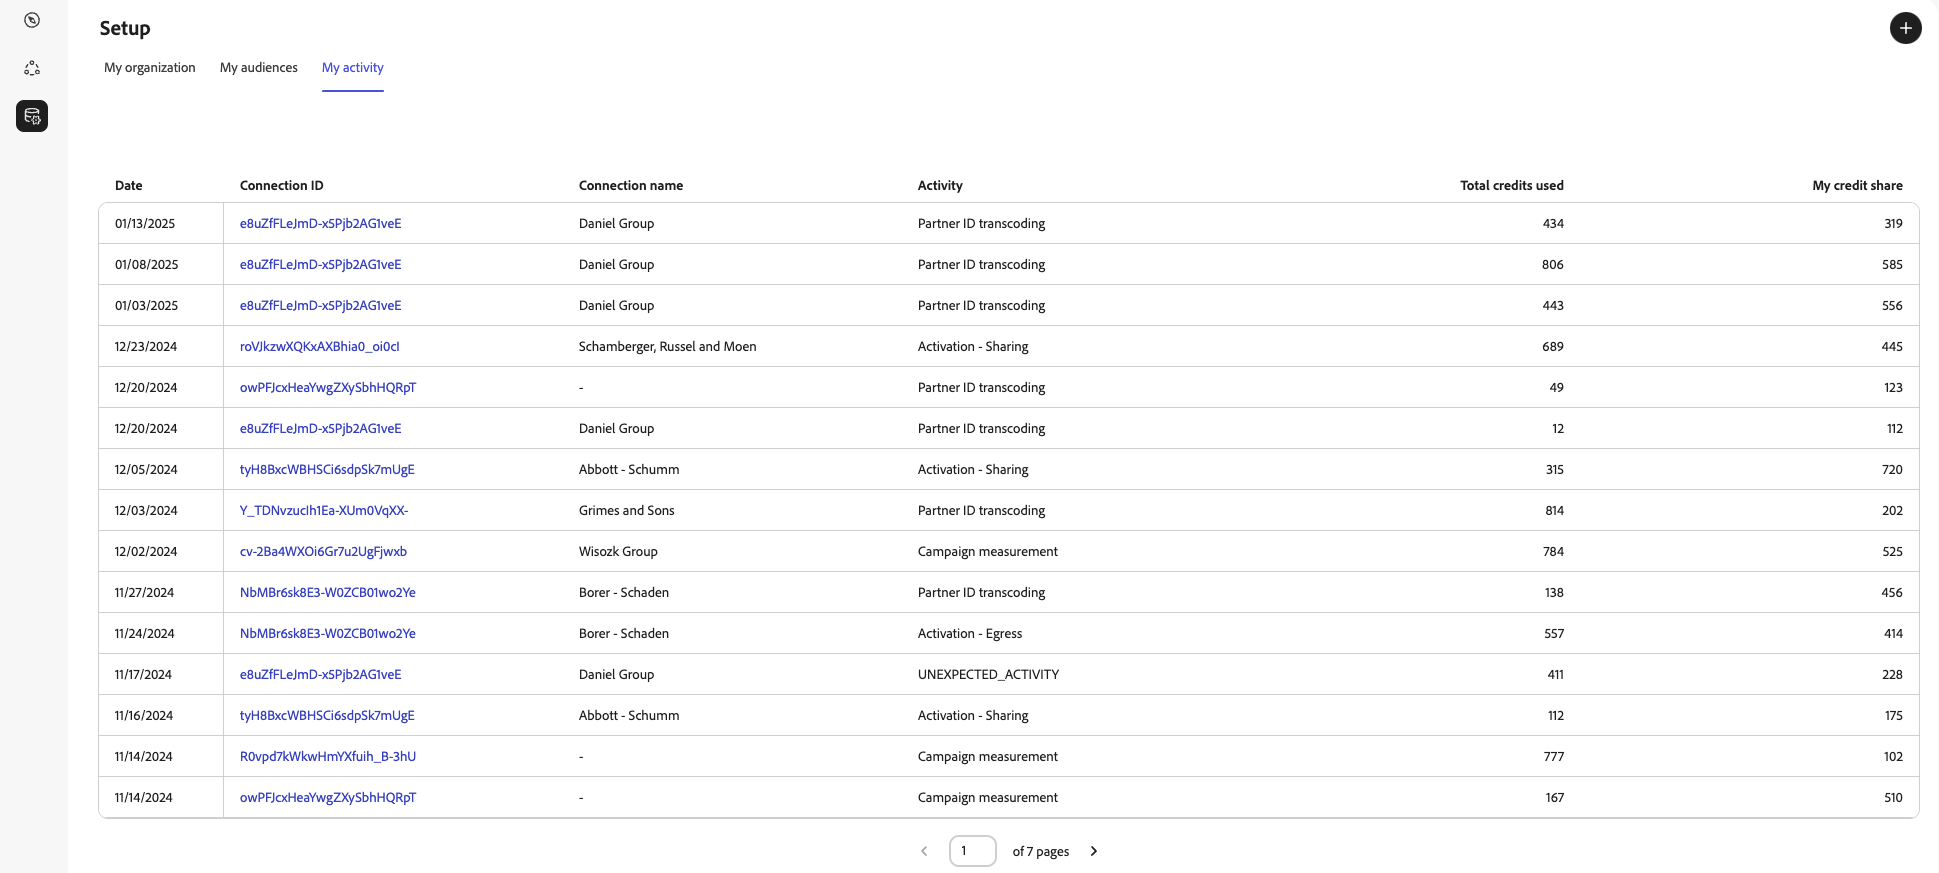 Setup
My organization My audiences My activity
Date Connection ID Connection name Activity Total credits used My credit share
01/13/2025 e8uZfFLeJmD-x5Pjb2AG1veE Daniel Group Partner ID transcoding 434 319
01/08/2025 e8uZfFLeJmD-x5Pjb2AG1veE Daniel Group Partner ID transcoding 806 585
01/03/2025 e8uZfFLeJmD-x5Pjb2AG1veE Daniel Group Partner ID transcoding 443 556
12/23/2024 roVJkzwXQKxAXBhia0_oi0cI Schamberger, Russel and Moen Activation - Sharing 689 445
12/20/2024 owPFJcxHeaYwgZXySbhHQRpT - Partner ID transcoding 49 123
12/20/2024 e8uZfFLeJmD-x5Pjb2AG1veE Daniel Group Partner ID transcoding 12 112
12/05/2024 tyH8BxcWBHSCi6sdpSk7mUgE Abbott - Schumm Activation - Sharing 315 720
12/03/2024 Y_TDNvzucIh1Ea-XUm0VqXX- Grimes and Sons Partner ID transcoding 814 202
12/02/2024 cv-2Ba4WXOi6Gr7u2UgFjwxb Wisozk Group Campaign measurement 784 525
11/27/2024 NbMBr6sk8E3-W0ZCB01wo2Ye Borer - Schaden Partner ID transcoding 138 456
11/24/2024 NbMBr6sk8E3-W0ZCB01wo2Ye Borer - Schaden Activation - Egress 557 414
11/17/2024 e8uZfFLeJmD-x5Pjb2AG1veE Daniel Group UNEXPECTED_ACTIVITY 411 228
11/16/2024 tyH8BxcWBHSCi6sdpSk7mUgE Abbott - Schumm Activation - Sharing 112 175
11/14/2024 R0vpd7kWkwHmYXfuih_B-3hU - Campaign measurement 777 102
11/14/2024 owPFJcxHeaYwgZXySbhHQRpT - Campaign measurement 167 510
1 of 7 pages